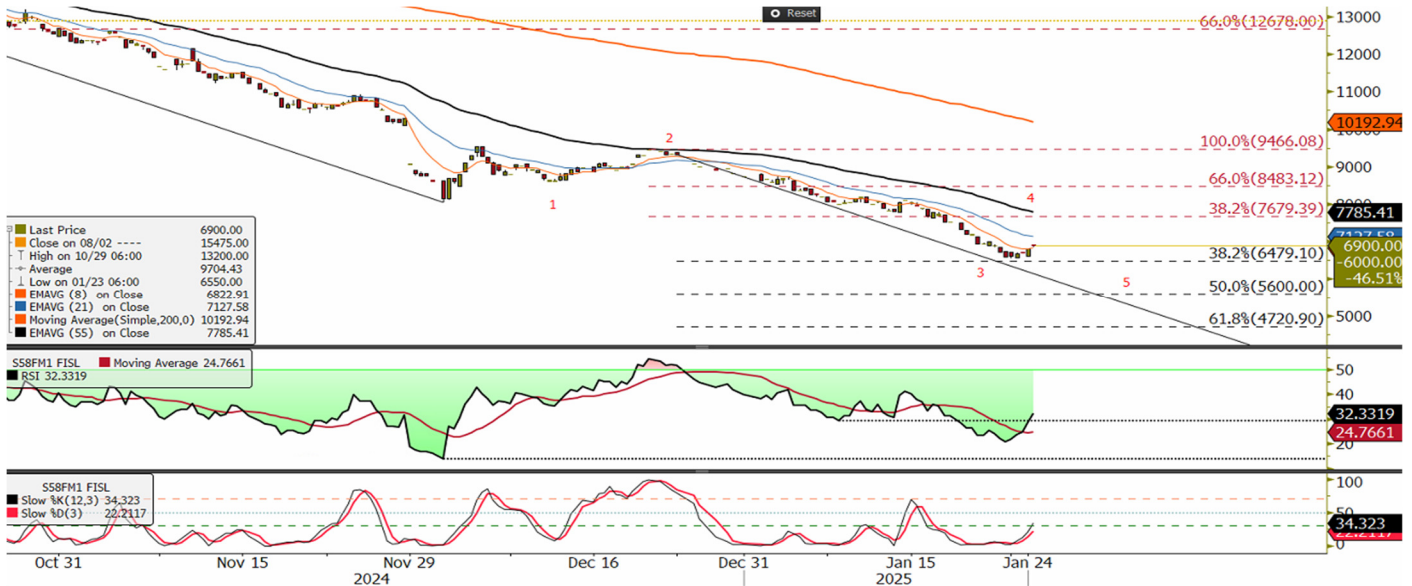 Reset
66.0%(12678.00)
13000
12000
11000
10192.94
10000
2
100.0%(9466.08)
9000
66.0%(8483.12)
1
4
8000
7785.41
38.2%(7679.39)
7127.58
6900.00
38.2%(6479.10)
-6000.00
-46.51%
3
5
50.0%(5600.00)
61.8%(4720.90)
5000
Last Price 6900.00
Close on 08/02 ---- 15475.00
High on 10/29 06:00 13200.00
Average 9704.43
Low on 01/23 06:00 6550.00
EMAVG (8) on Close 6822.91
EMAVG (21) on Close 7127.58
Moving Average(Simple,200,0) 10192.94
EMAVG (55) on Close 7785.41
S58FM1 FISL Moving Average 24.7661
RSI 32.3319
50
40
32.3319
24.7661
20
S58FM1 FISL
Slow %K(12,3) 34.323
Slow %D(3) 22.2117
100
50
34.323
22.2117
0
Oct 31 Nov 15 Nov 29 Dec 16 Dec 31 Jan 15 Jan 24
2024 2025